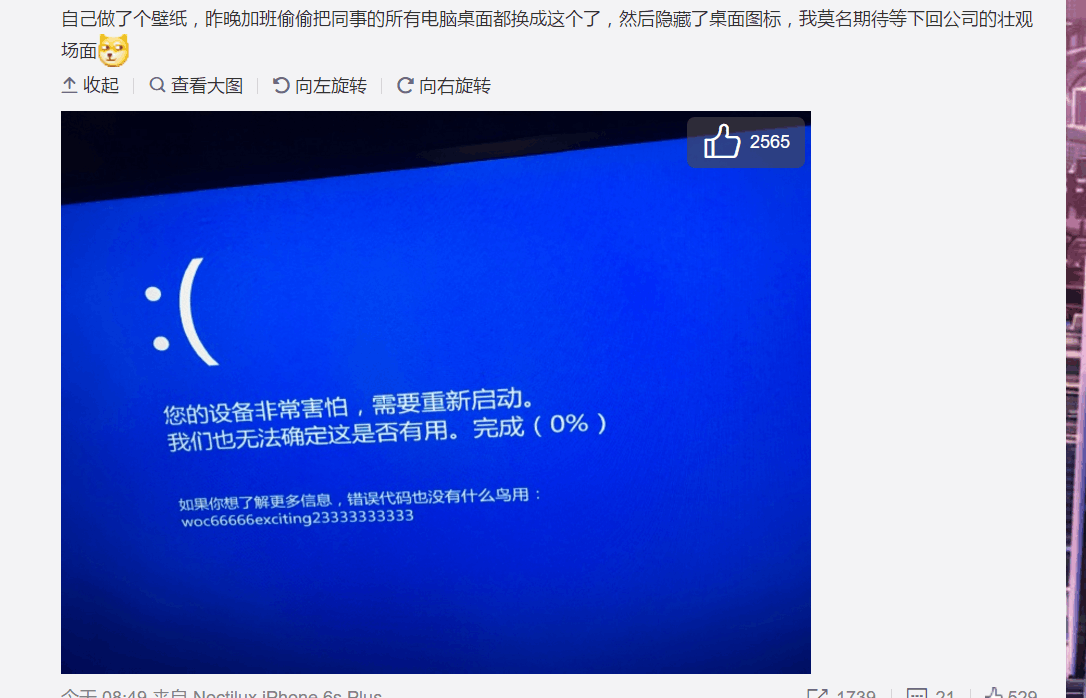 自己做了个壁纸，昨晚加班偷偷把同事的所有电脑桌面都换成这个了，然后隐藏了桌面图标，我莫名期待等下回公司的壮观
场面
收起 查看大图 向左旋转 向右旋转
2565
:(
您的设备非常害怕，需要重新启动。
我们也无法确定这是否有用。完成（0%）
如果你想了解更多信息，错误代码也没有什么鸟用：
woc66666exciting23333333333
今天 08:49 来自 Noctilux iPhone 6s Plus
1739 21 529